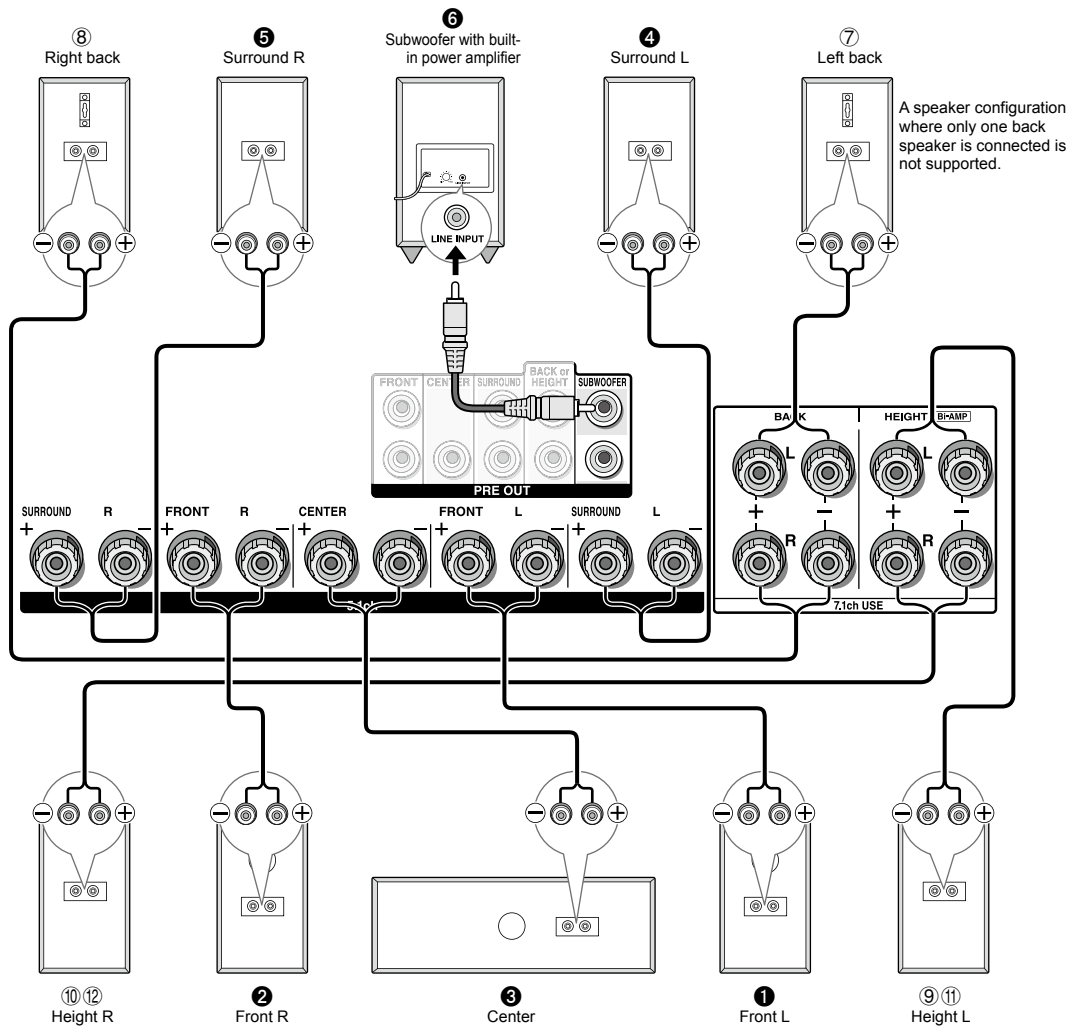 ⑧
Right back
❺
Surround R
❻
Subwoofer with built-
in power amplifier
❹
Surround L
⑦
Left back
A speaker configuration
where only one back
speaker is connected is
not supported.
− +
− +
LINE INPUT
− +
− +
FRONT CENTER SURROUND BACK or
HEIGHT SUBWOOFER
PRE OUT
BACK HEIGHT Bi-AMP
L L
+ − + −
R R
7.1ch USE
SURROUND R FRONT R CENTER FRONT L SURROUND L
+ − + − + − + − + −
− +
− +
− +
− +
− +
⑩⑫
Height R
❷
Front R
❸
Center
❶
Front L
⑨⑪
Height L